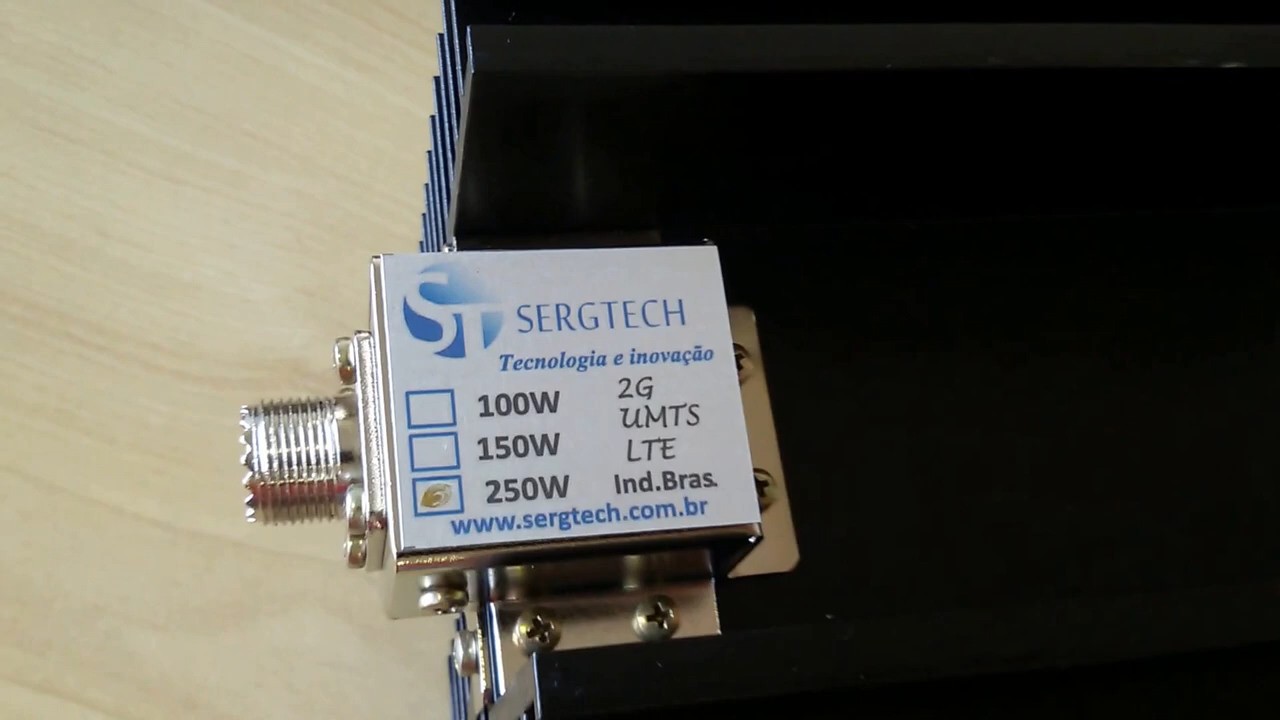 ST SERGTECH
Tecnologia e inovação
100W 2G
UMTS
150W LTE
250W Ind.Bras.
www.sergtech.com.br